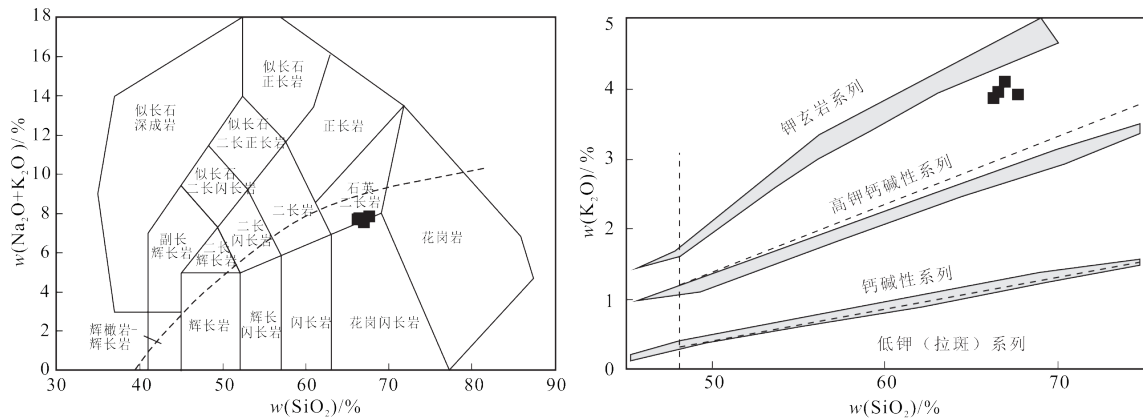 18
16
14
12
10
8
6
4
2
0
w(Na₂O+K₂O)/%
30
40
50
60
70
80
90
w(SiO₂)/%
似长石
深成岩
似长石
正长岩
似长石
二长正长岩
正长岩
似长石
二长闪长岩
二长岩
石英
二长岩
副长
辉长岩
二长
辉长岩
二长
闪长岩
花岗岩
辉橄岩-
辉长岩
辉长岩
辉长
闪长岩
闪长岩
花岗闪长岩
5
4
3
2
1
0
w(K₂O)/%
50
60
70
w(SiO₂)/%
钾玄岩系列
高钾钙碱性系列
钙碱性系列
低钾（拉斑）系列